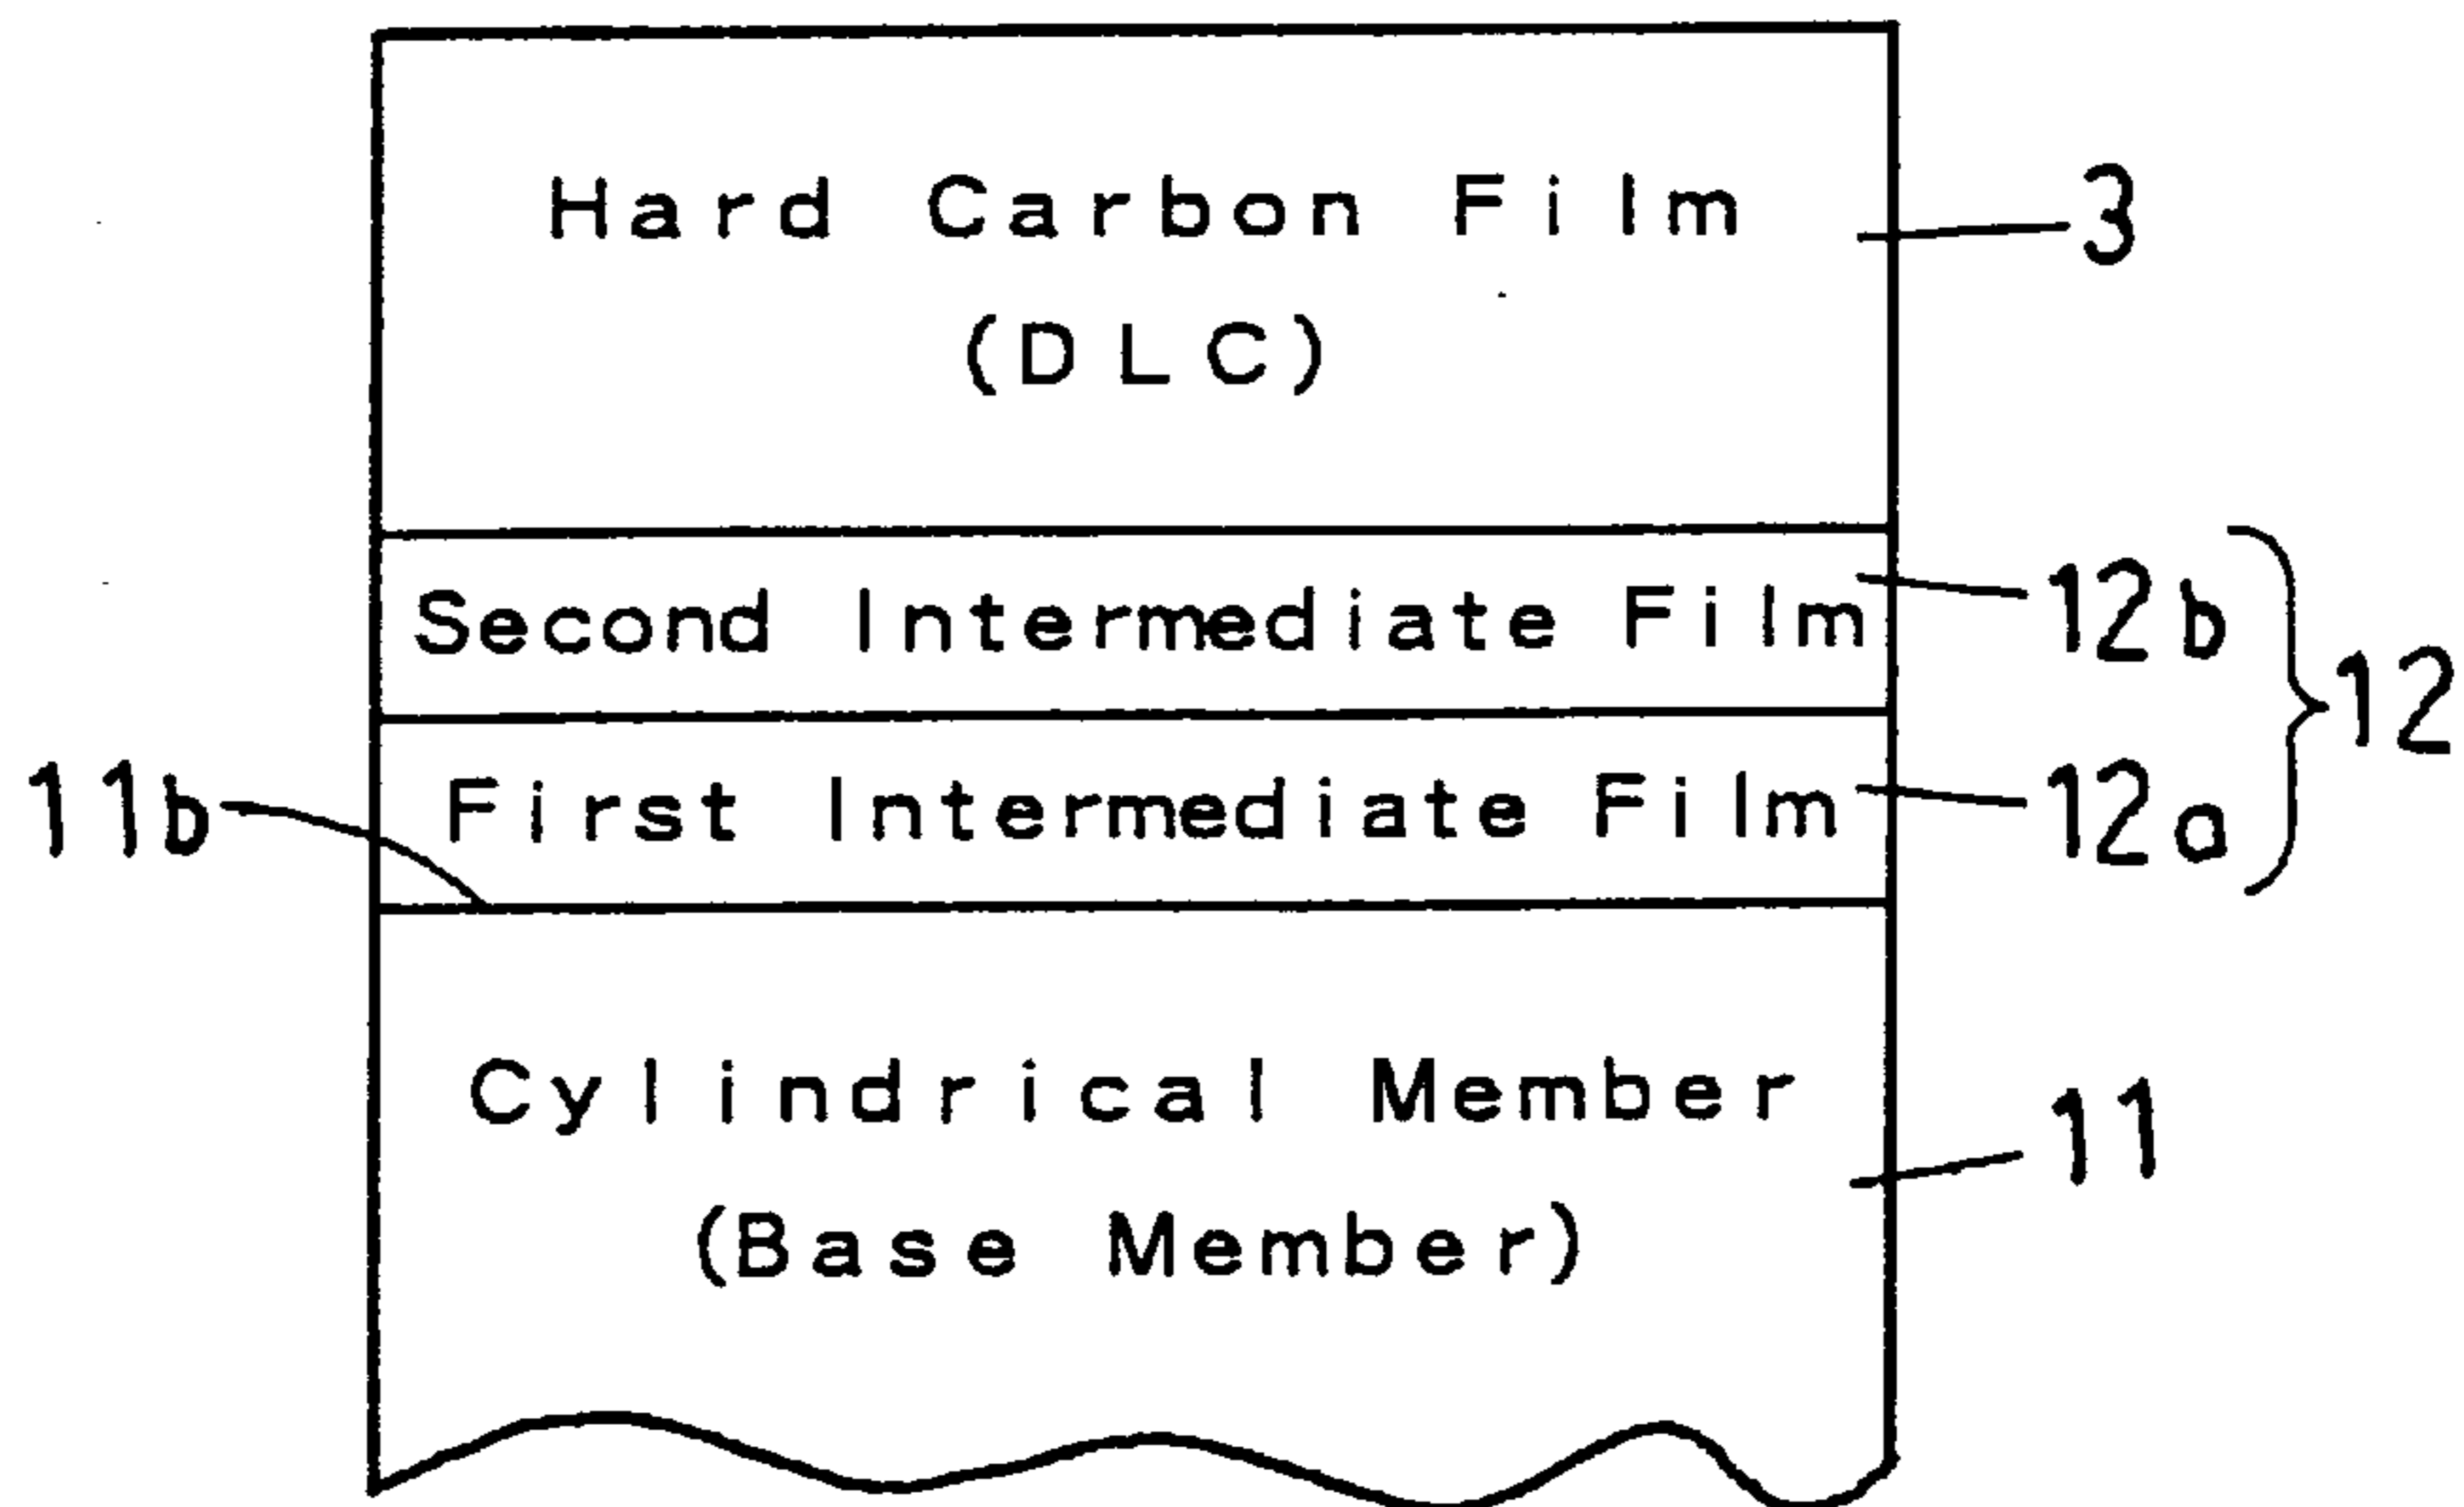 Hard Carbon Film
3
(DLC)
Second Intermediate Film
12b
12
First Intermediate Film
12a
11b
Cylindrical Member
11
(Base Member)